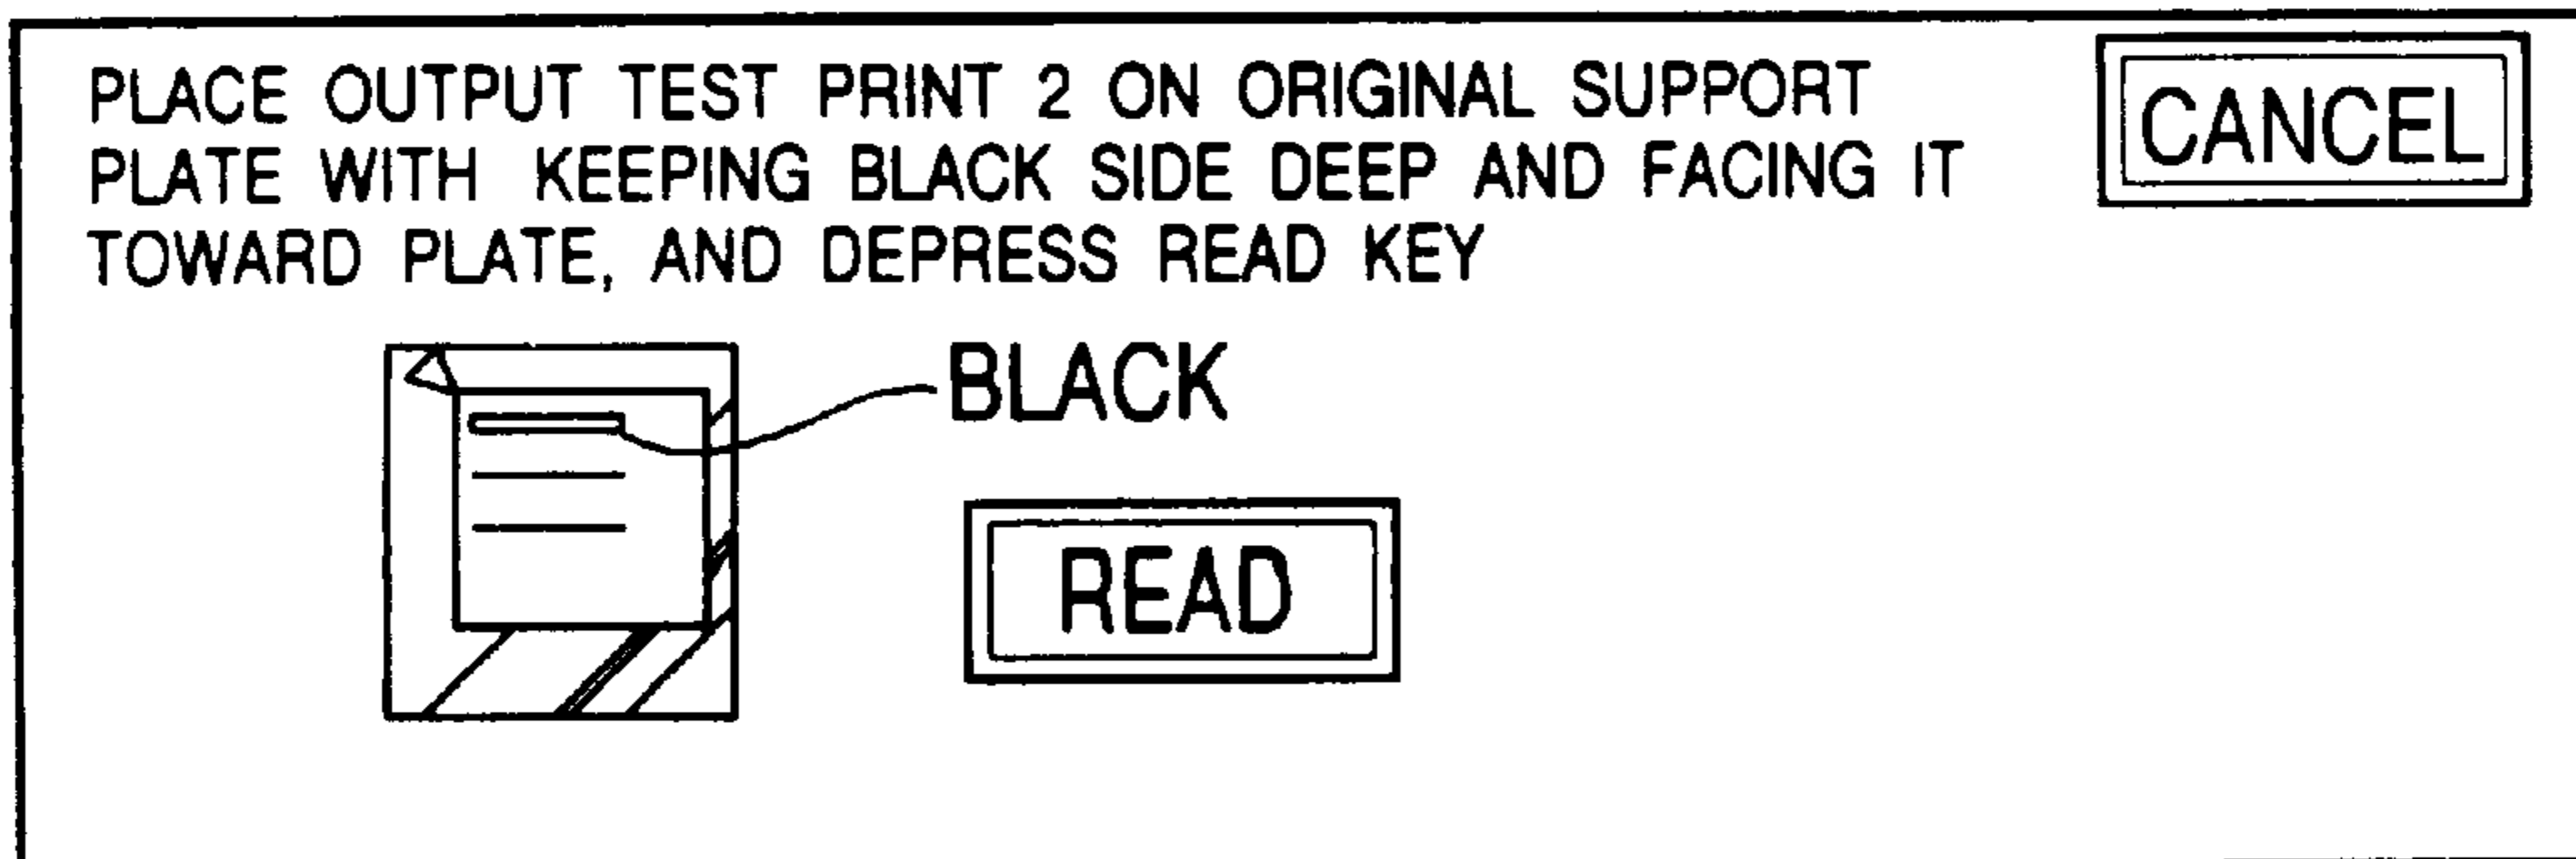 PLACE OUTPUT TEST PRINT 2 ON ORIGINAL SUPPORT
PLATE WITH KEEPING BLACK SIDE DEEP AND FACING IT
TOWARD PLATE, AND DEPRESS READ KEY
CANCEL
BLACK
READ